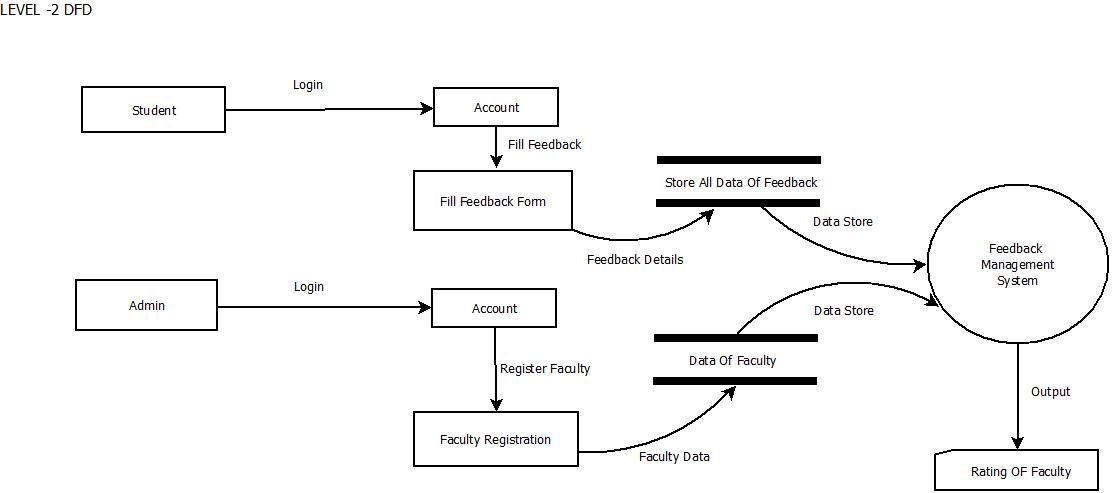 LEVEL -2 DFD
Login
Student
Account
Fill Feedback
Fill Feedback Form
Store All Data Of Feedback
Data Store
Feedback Details
Feedback
Management
System
Login
Admin
Account
Data Store
Register Faculty
Data Of Faculty
Output
Faculty Registration
Faculty Data
Rating OF Faculty